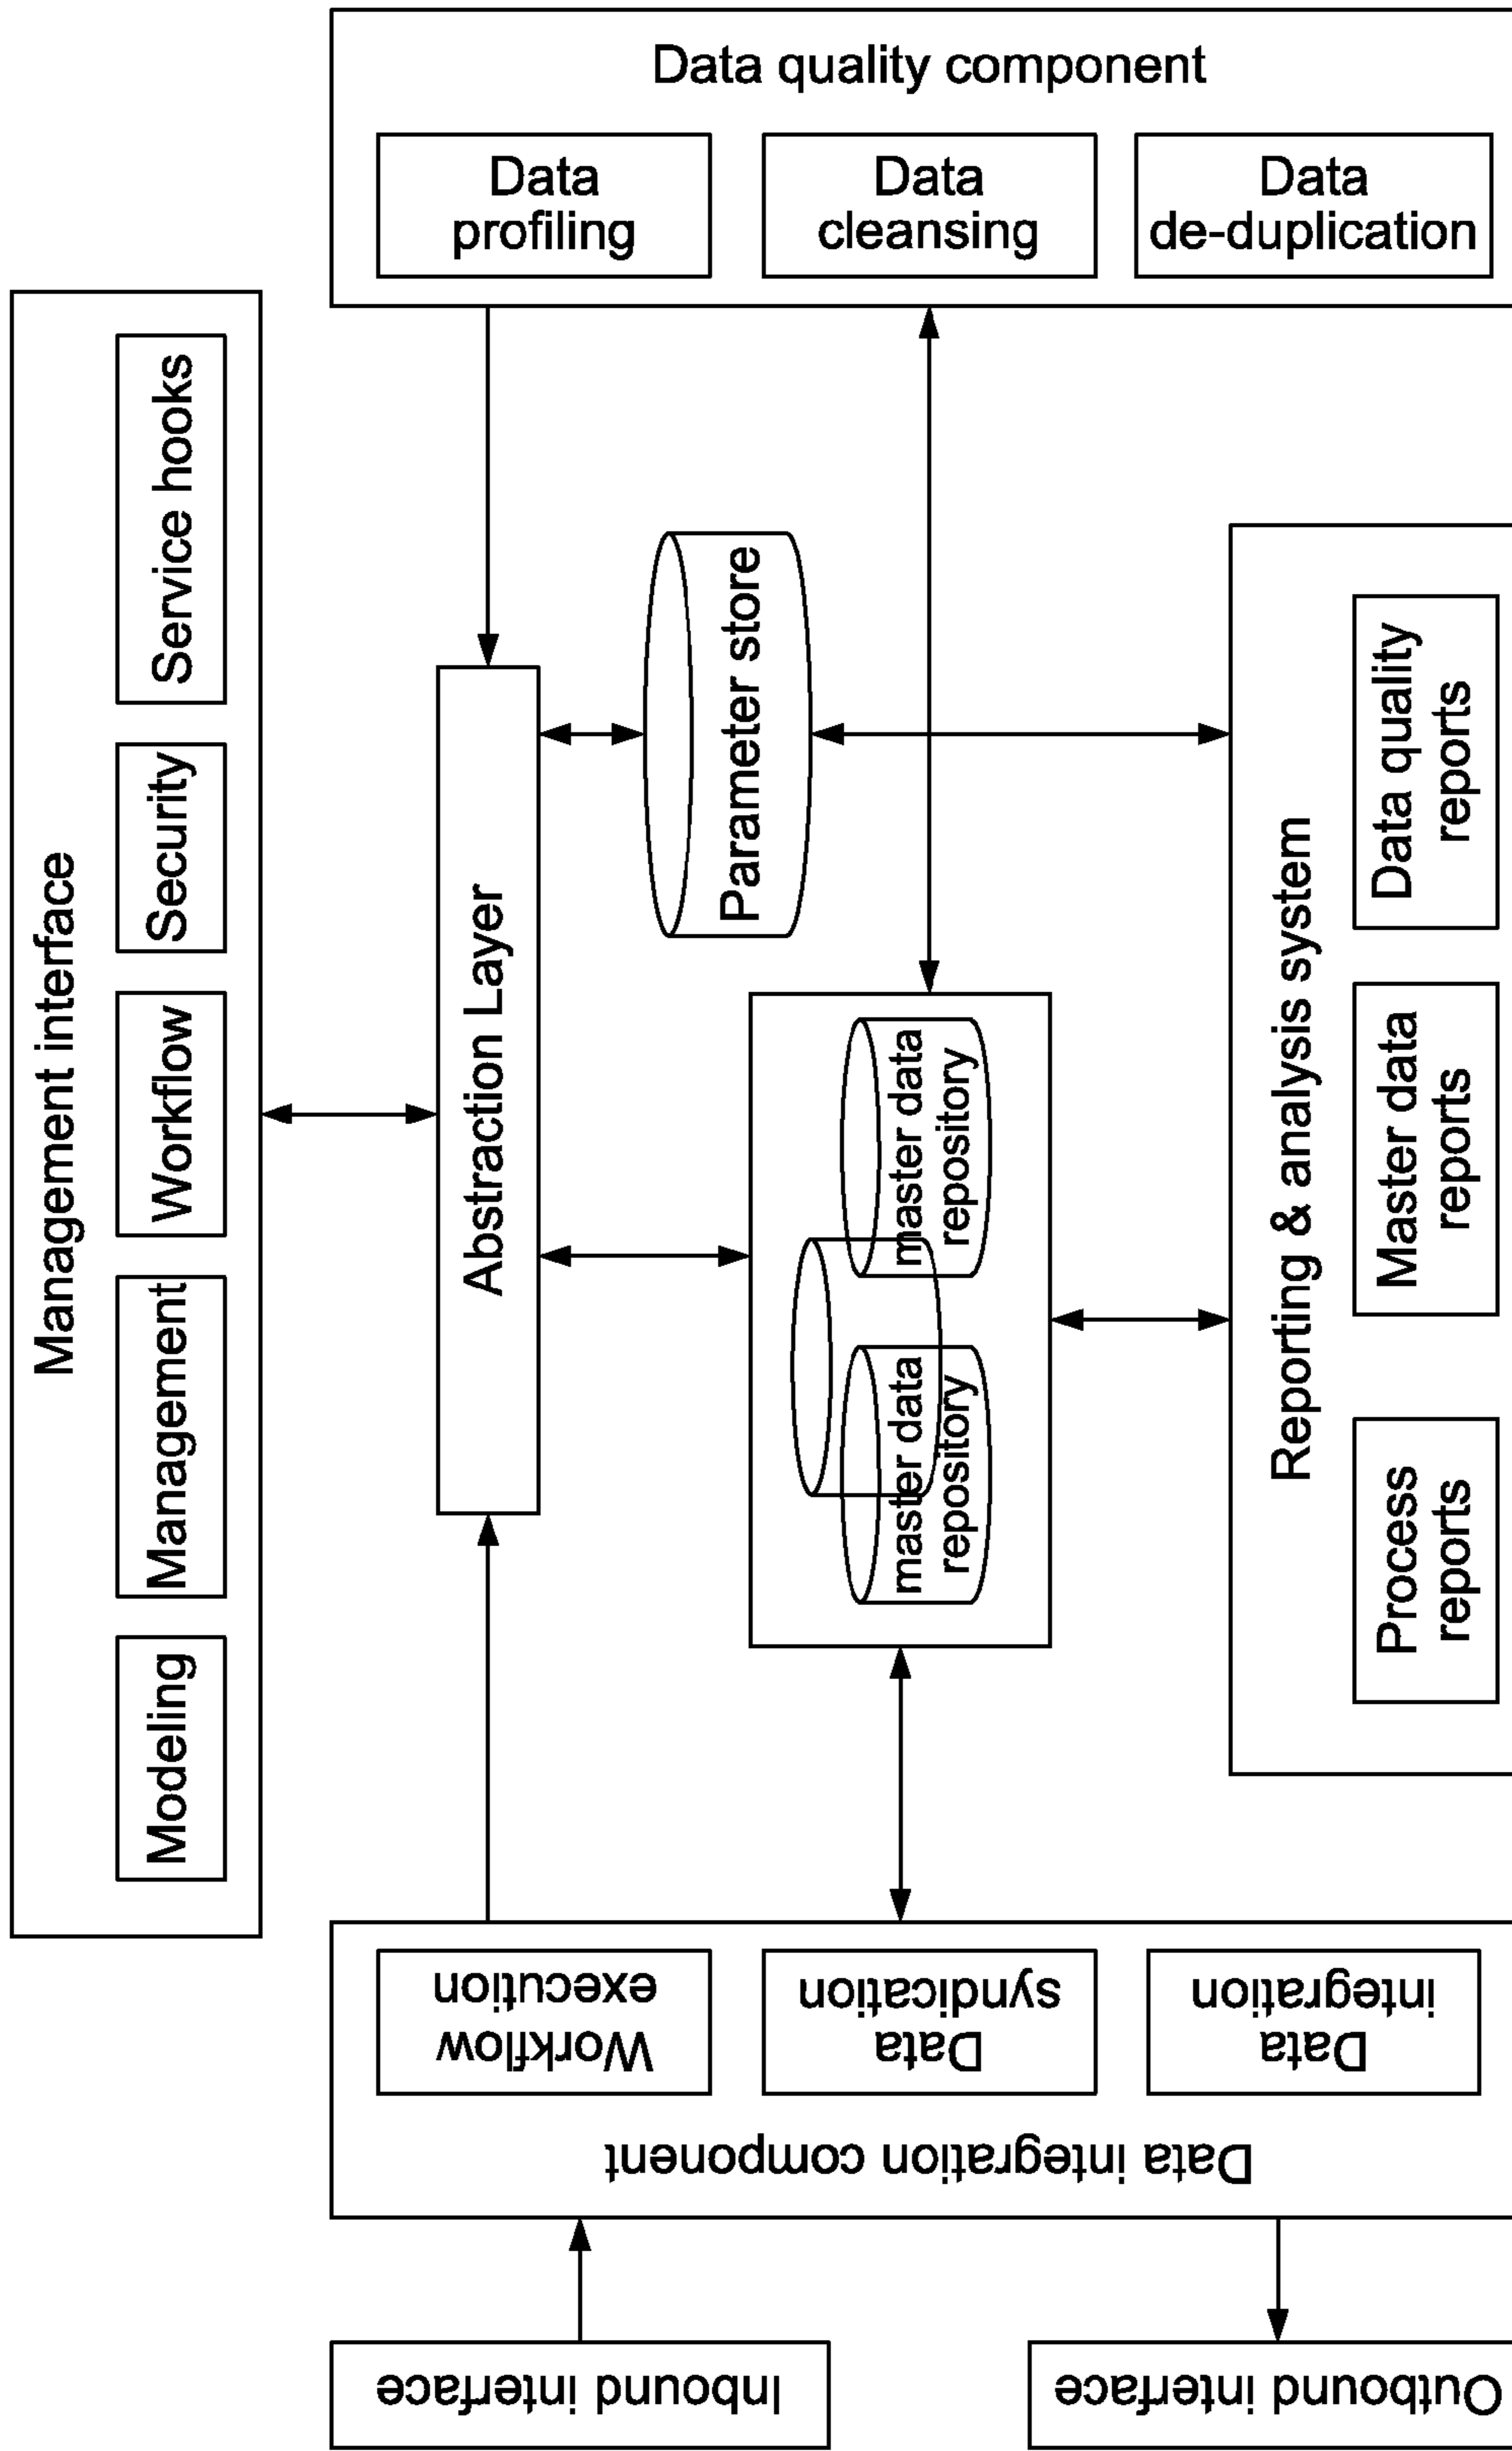 Management interface
Modeling
Management
Workflow
Security
Service hooks
Inbound interface
Outbound interface
Data integration component
Workflow
execution
Data
syndication
Data
integration
Abstraction Layer
Parameter store
master data
repository
master data
repository
Data quality component
Data
profiling
Data
cleansing
Data
de-duplication
Reporting & analysis system
Process
reports
Master data
reports
Data quality
reports